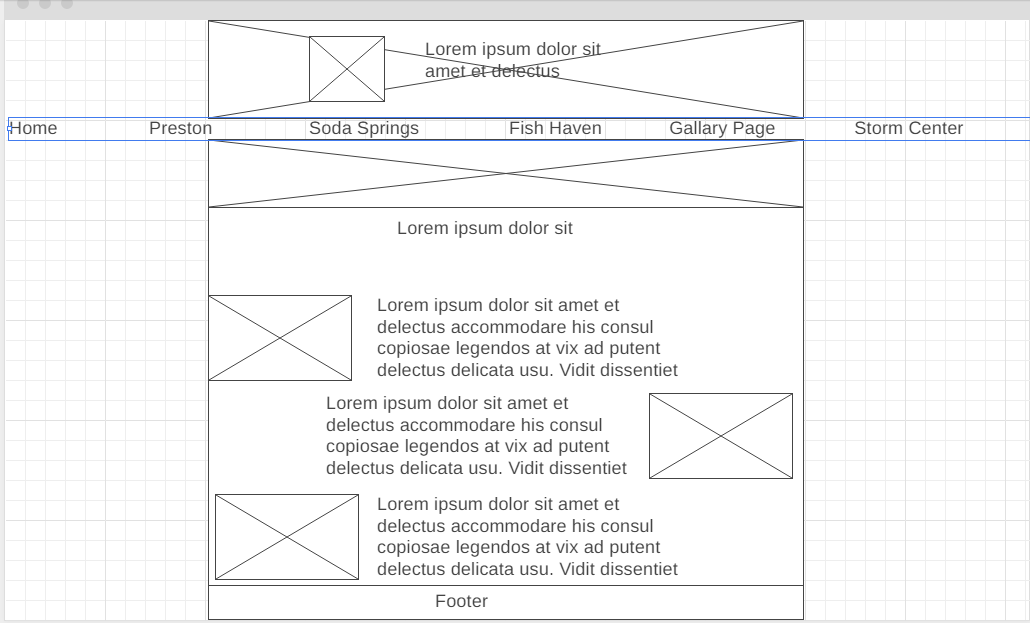 Lorem ipsum dolor sit
amet et delectus
Home Preston Soda Springs Fish Haven Gallary Page Storm Center
Lorem ipsum dolor sit
Lorem ipsum dolor sit amet et
delectus accommodare his consul
copiosae legendos at vix ad putent
delectus delicata usu. Vidit dissentiet
Lorem ipsum dolor sit amet et
delectus accommodare his consul
copiosae legendos at vix ad putent
delectus delicata usu. Vidit dissentiet
Lorem ipsum dolor sit amet et
delectus accommodare his consul
copiosae legendos at vix ad putent
delectus delicata usu. Vidit dissentiet
Footer